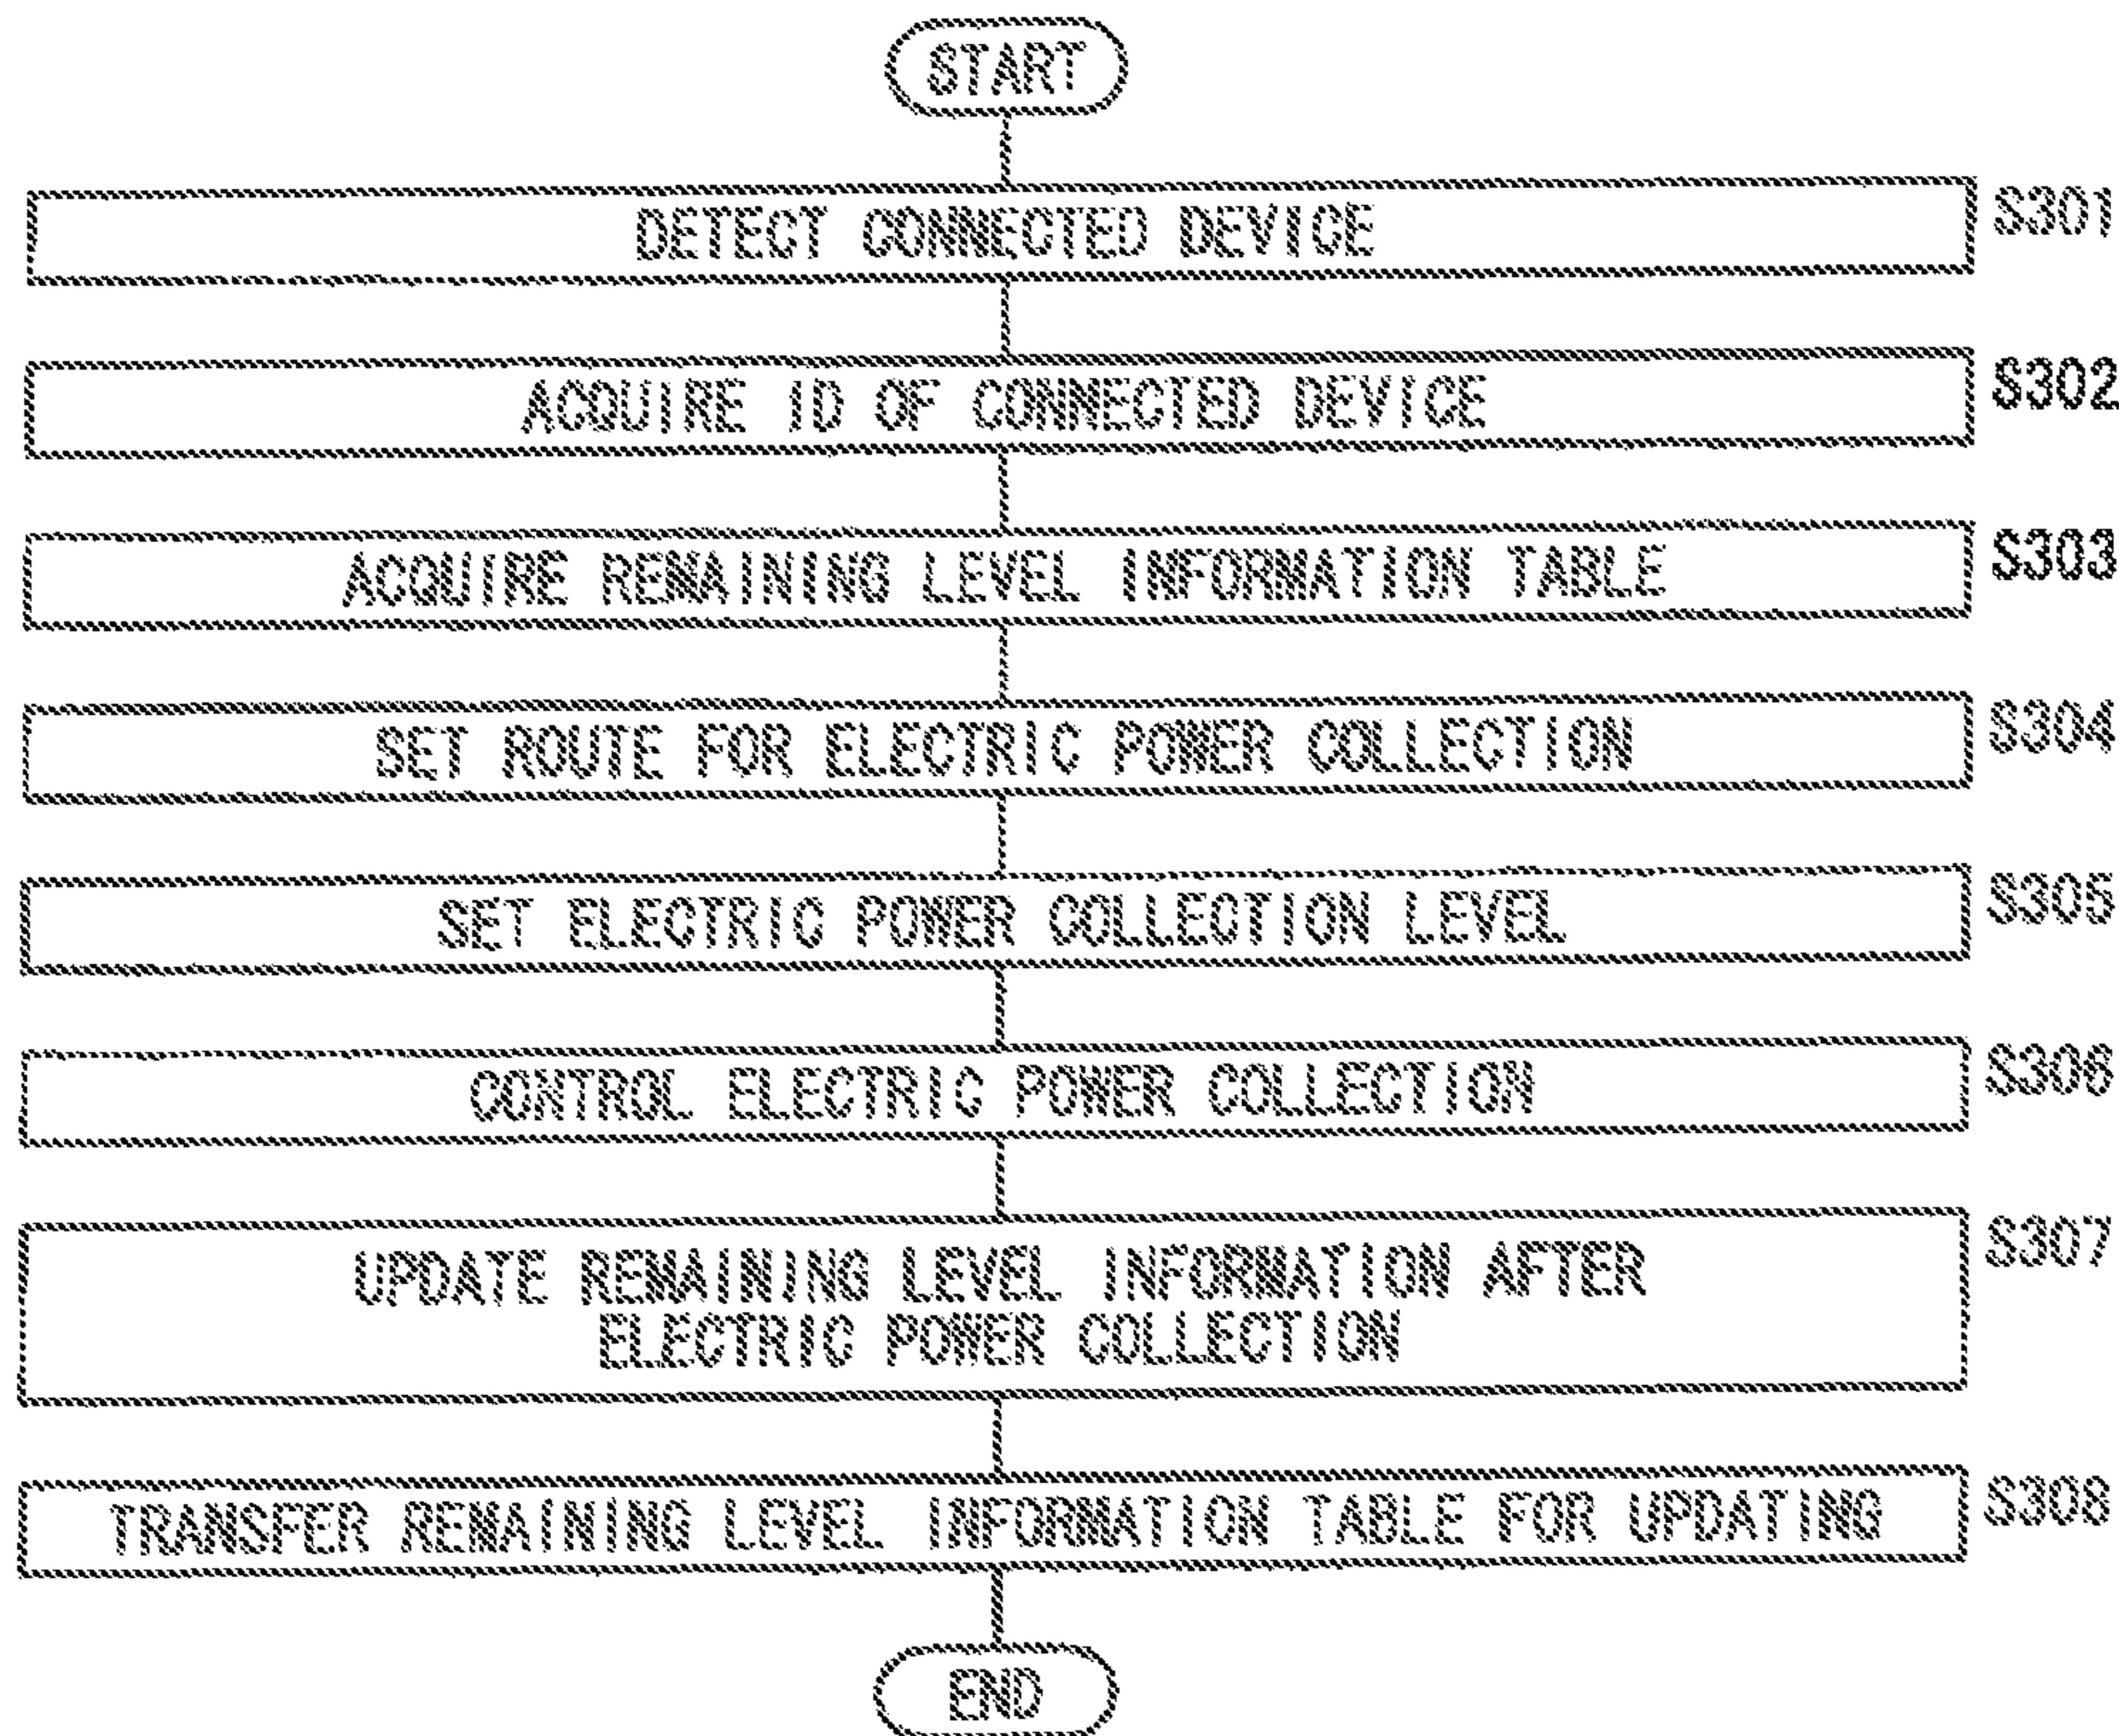 START
DETECT CONNECTED DEVICE S301
ACQUIRE ID OF CONNECTED DEVICE S302
ACQUIRE REMAINING LEVEL INFORMATION TABLE S303
SET ROUTE FOR ELECTRIC POWER COLLECTION S304
SET ELECTRIC POWER COLLECTION LEVEL S305
CONTROL ELECTRIC POWER COLLECTION S306
UPDATE REMAINING LEVEL INFORMATION AFTER S307
ELECTRIC POWER COLLECTION
TRANSFER REMAINING LEVEL INFORMATION TABLE FOR UPDATING S308
END